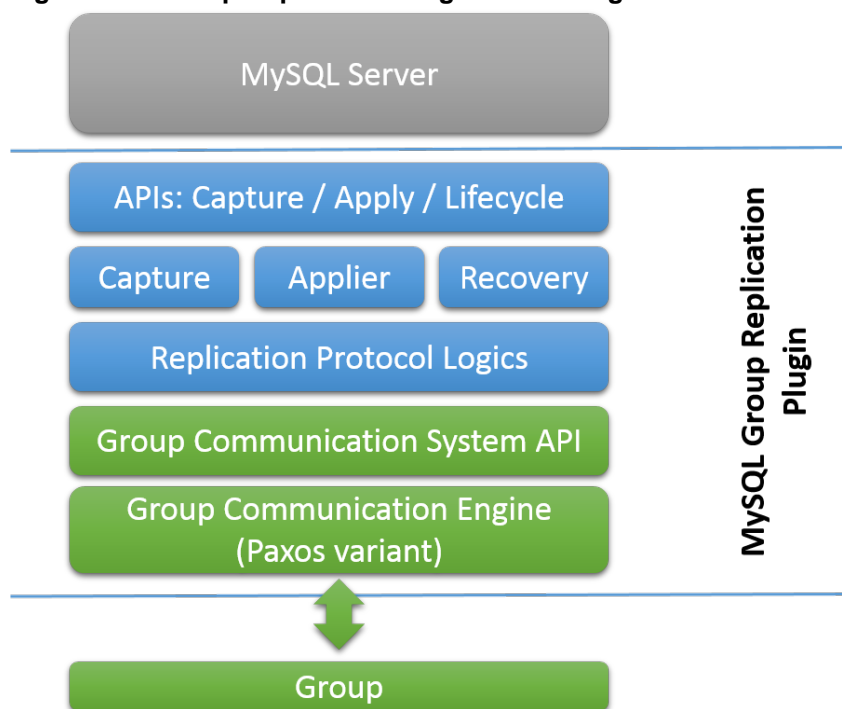 MySQL Server
APIs: Capture / Apply / Lifecycle
Capture
Applier
Recovery
Replication Protocol Logics
Group Communication System API
Group Communication Engine
(Paxos variant)
Group
MySQL Group Replication
Plugin